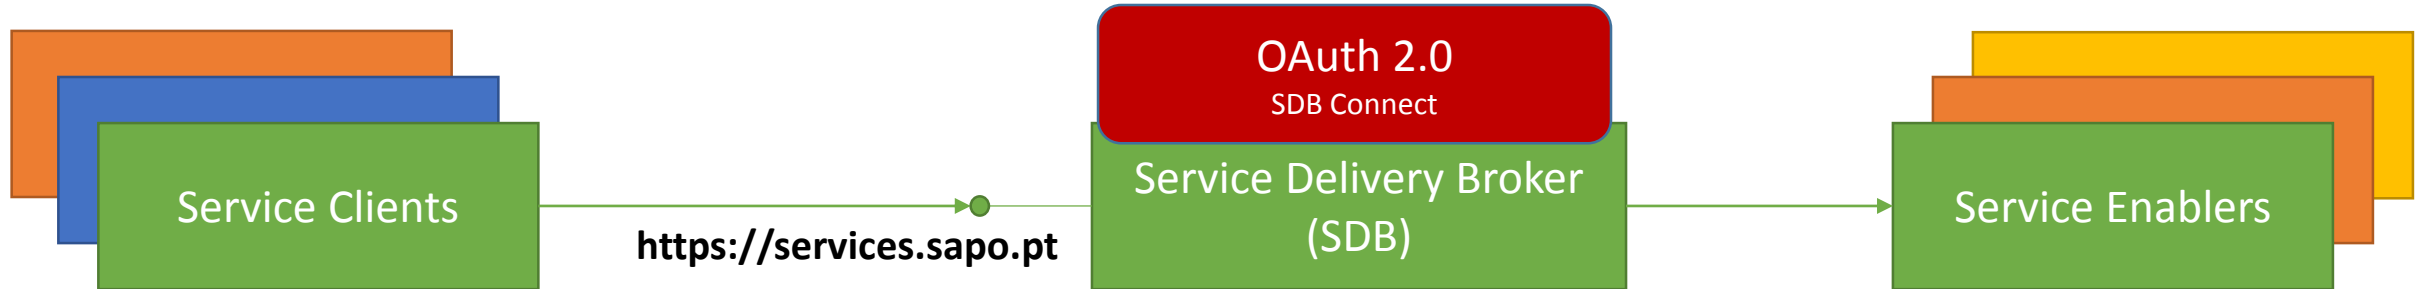 Service Clients
https://services.sapo.pt
OAuth 2.0
SDB Connect
Service Delivery Broker
(SDB)
Service Enablers